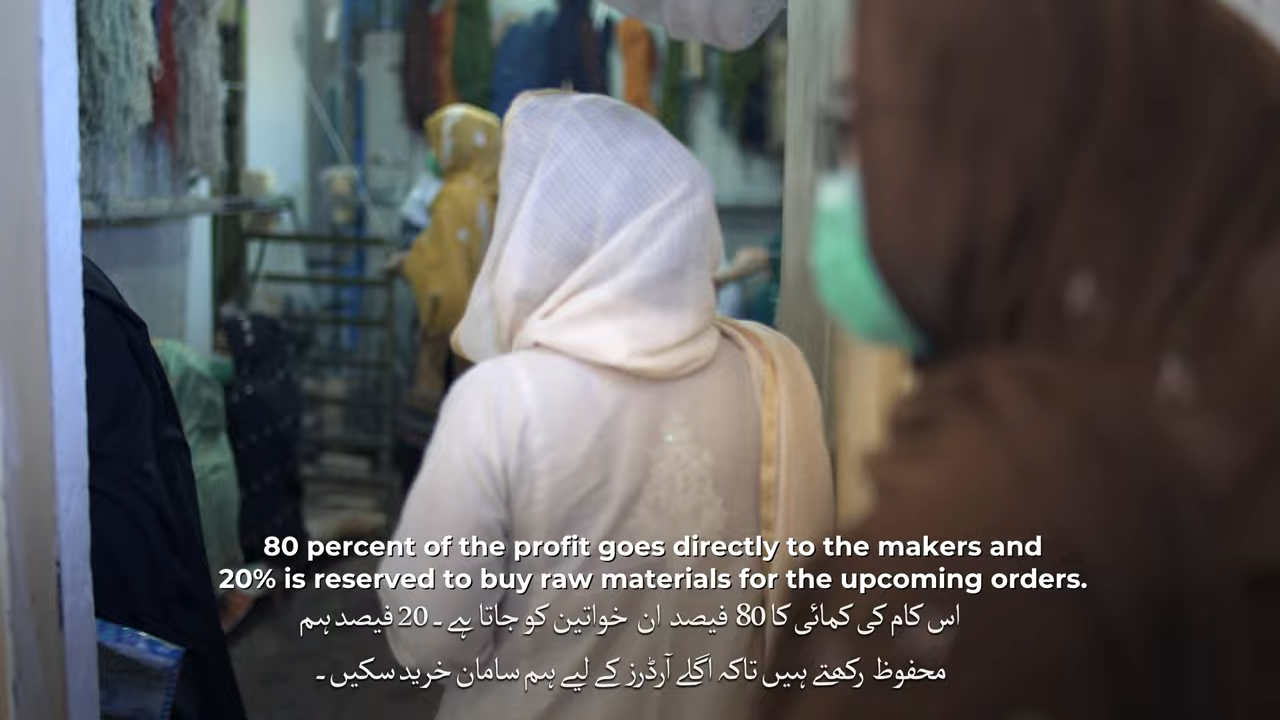 80 percent of the profit goes directly to the makers and
20% is reserved to buy raw materials for the upcoming orders.
اس کام کی کمائی کا 80 فیصد ان خواتین کو جاتا ہے۔ 20 فیصد ہم
محفوظ رکھتے ہیں تاکہ اگلے آرڈرز کے لیے ہم سامان خرید سکیں۔